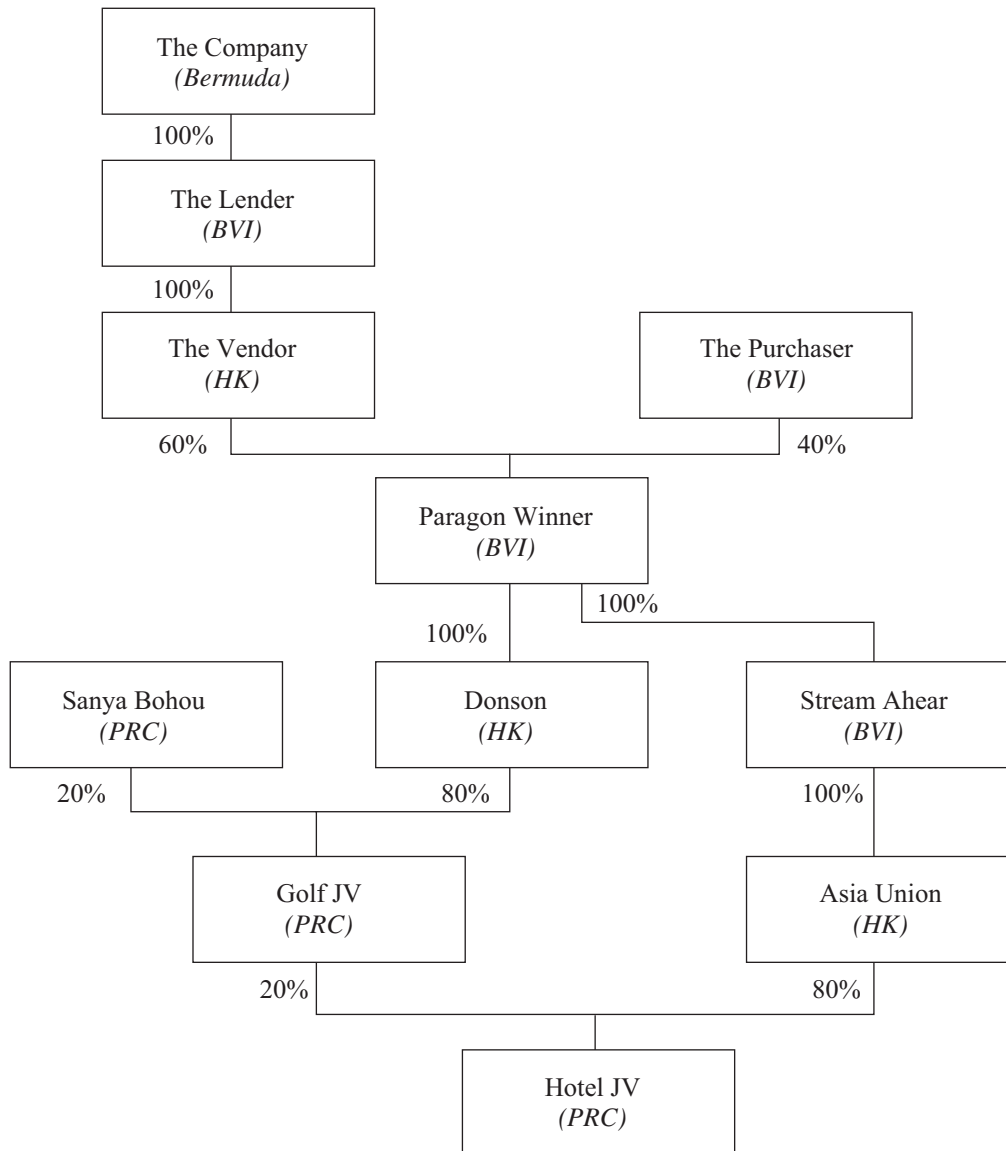 The Company
(Bermuda)
100%
The Lender
(BVI)
100%
The Vendor
(HK)
The Purchaser
(BVI)
60%
40%
Paragon Winner
(BVI)
100%
100%
Sanya Bohou
(PRC)
Donson
(HK)
Stream Ahear
(BVI)
20%
80%
100%
Golf JV
(PRC)
Asia Union
(HK)
20%
80%
Hotel JV
(PRC)